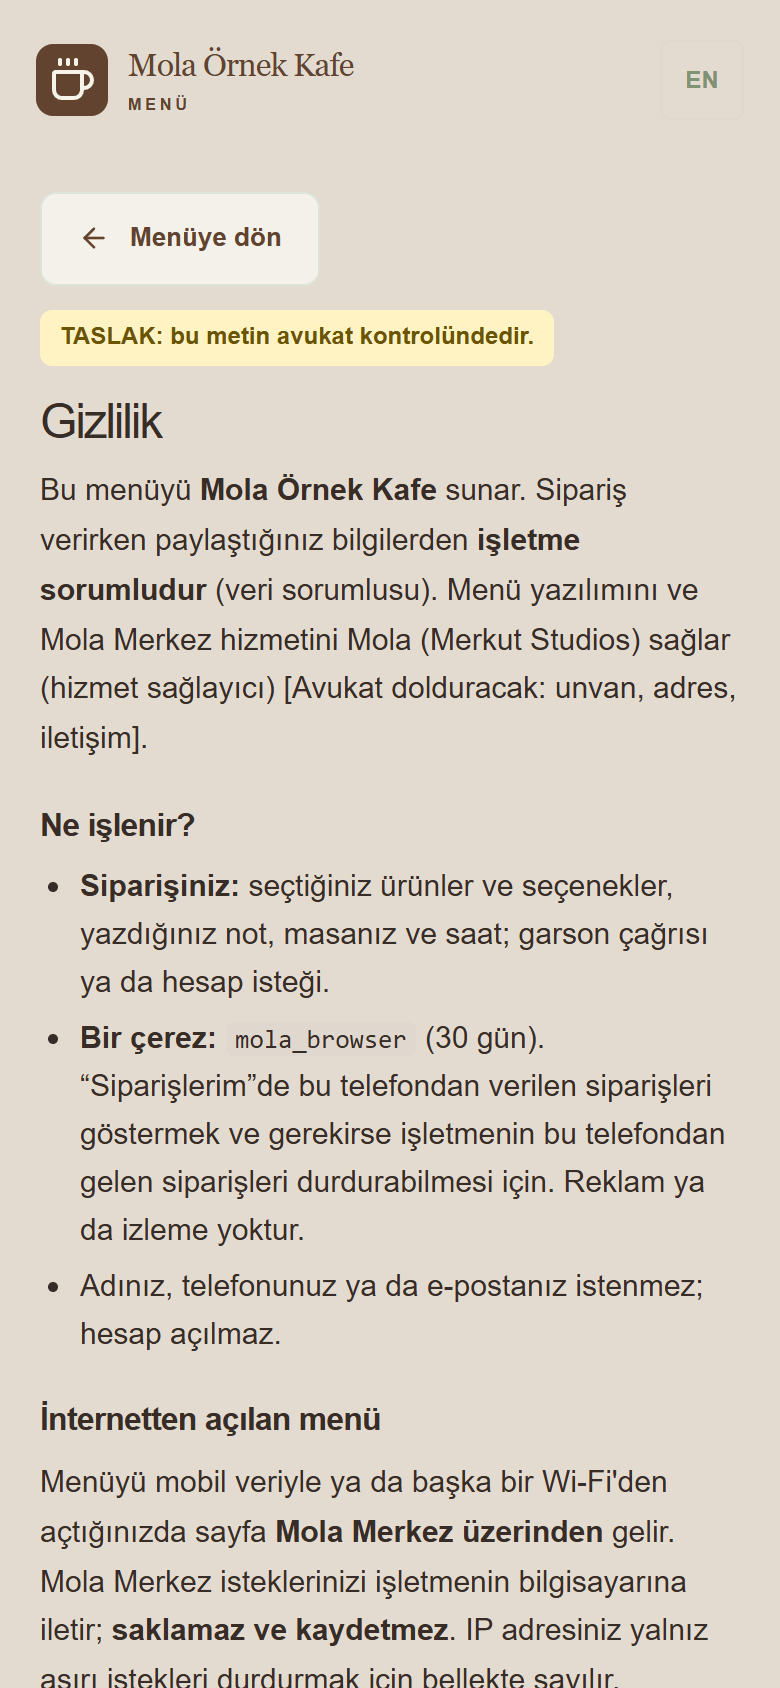 Mola Örnek Kafe
MENÜ
EN
Menüye dön
TASLAK: bu metin avukat kontrolündedir.
Gizlilik
Bu menüyü Mola Örnek Kafe sunar. Sipariş
verirken paylaştığınız bilgilerden işletme
sorumludur (veri sorumlusu). Menü yazılımını ve
Mola Merkez hizmetini Mola (Merkut Studios) sağlar
(hizmet sağlayıcı) [Avukat dolduracak: unvan, adres,
iletişim].
Ne işlenir?
Siparişiniz: seçtiğiniz ürünler ve seçenekler,
yazdığınız not, masanız ve saat; garson çağrısı
ya da hesap isteği.
Bir çerez: mola_browser (30 gün).
“Siparişlerim”de bu telefondan verilen siparişleri
göstermek ve gerekirse işletmenin bu telefondan
gelen siparişleri durdurabilmesi için. Reklam ya
da izleme yoktur.
Adınız, telefonunuz ya da e-postanız istenmez;
hesap açılmaz.
İnternetten açılan menü
Menüyü mobil veriyle ya da başka bir Wi-Fi'den
açtığınızda sayfa Mola Merkez üzerinden gelir.
Mola Merkez isteklerinizi işletmenin bilgisayarına
iletir; saklamaz ve kaydetmez. IP adresiniz yalnız
aşırı istekleri durdurmak için bellekte sayılır.